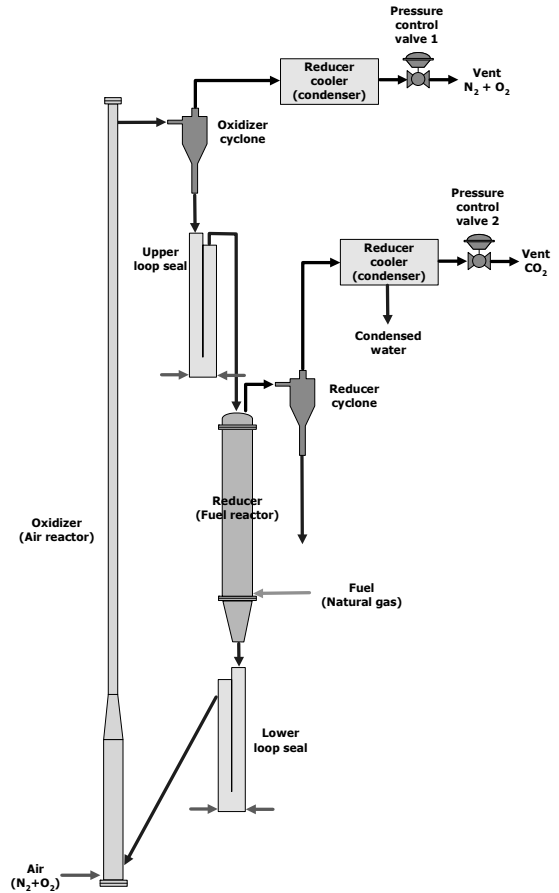 Pressure
control
valve 1
Reducer
cooler
(condenser)
Vent
N₂ + O₂
Oxidizer
cyclone
Pressure
control
valve 2
Upper
loop seal
Reducer
cooler
(condenser)
Vent
CO₂
Condensed
water
Reducer
cyclone
Reducer
(Fuel reactor)
Oxidizer
(Air reactor)
Fuel
(Natural gas)
Lower
loop seal
Air
(N₂+O₂)